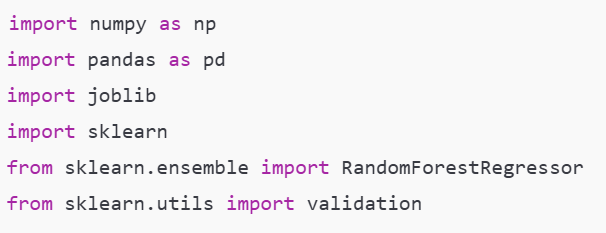 import numpy as np
import pandas as pd
import joblib
import sklearn
from sklearn.ensemble import RandomForestRegressor
from sklearn.utils import validation